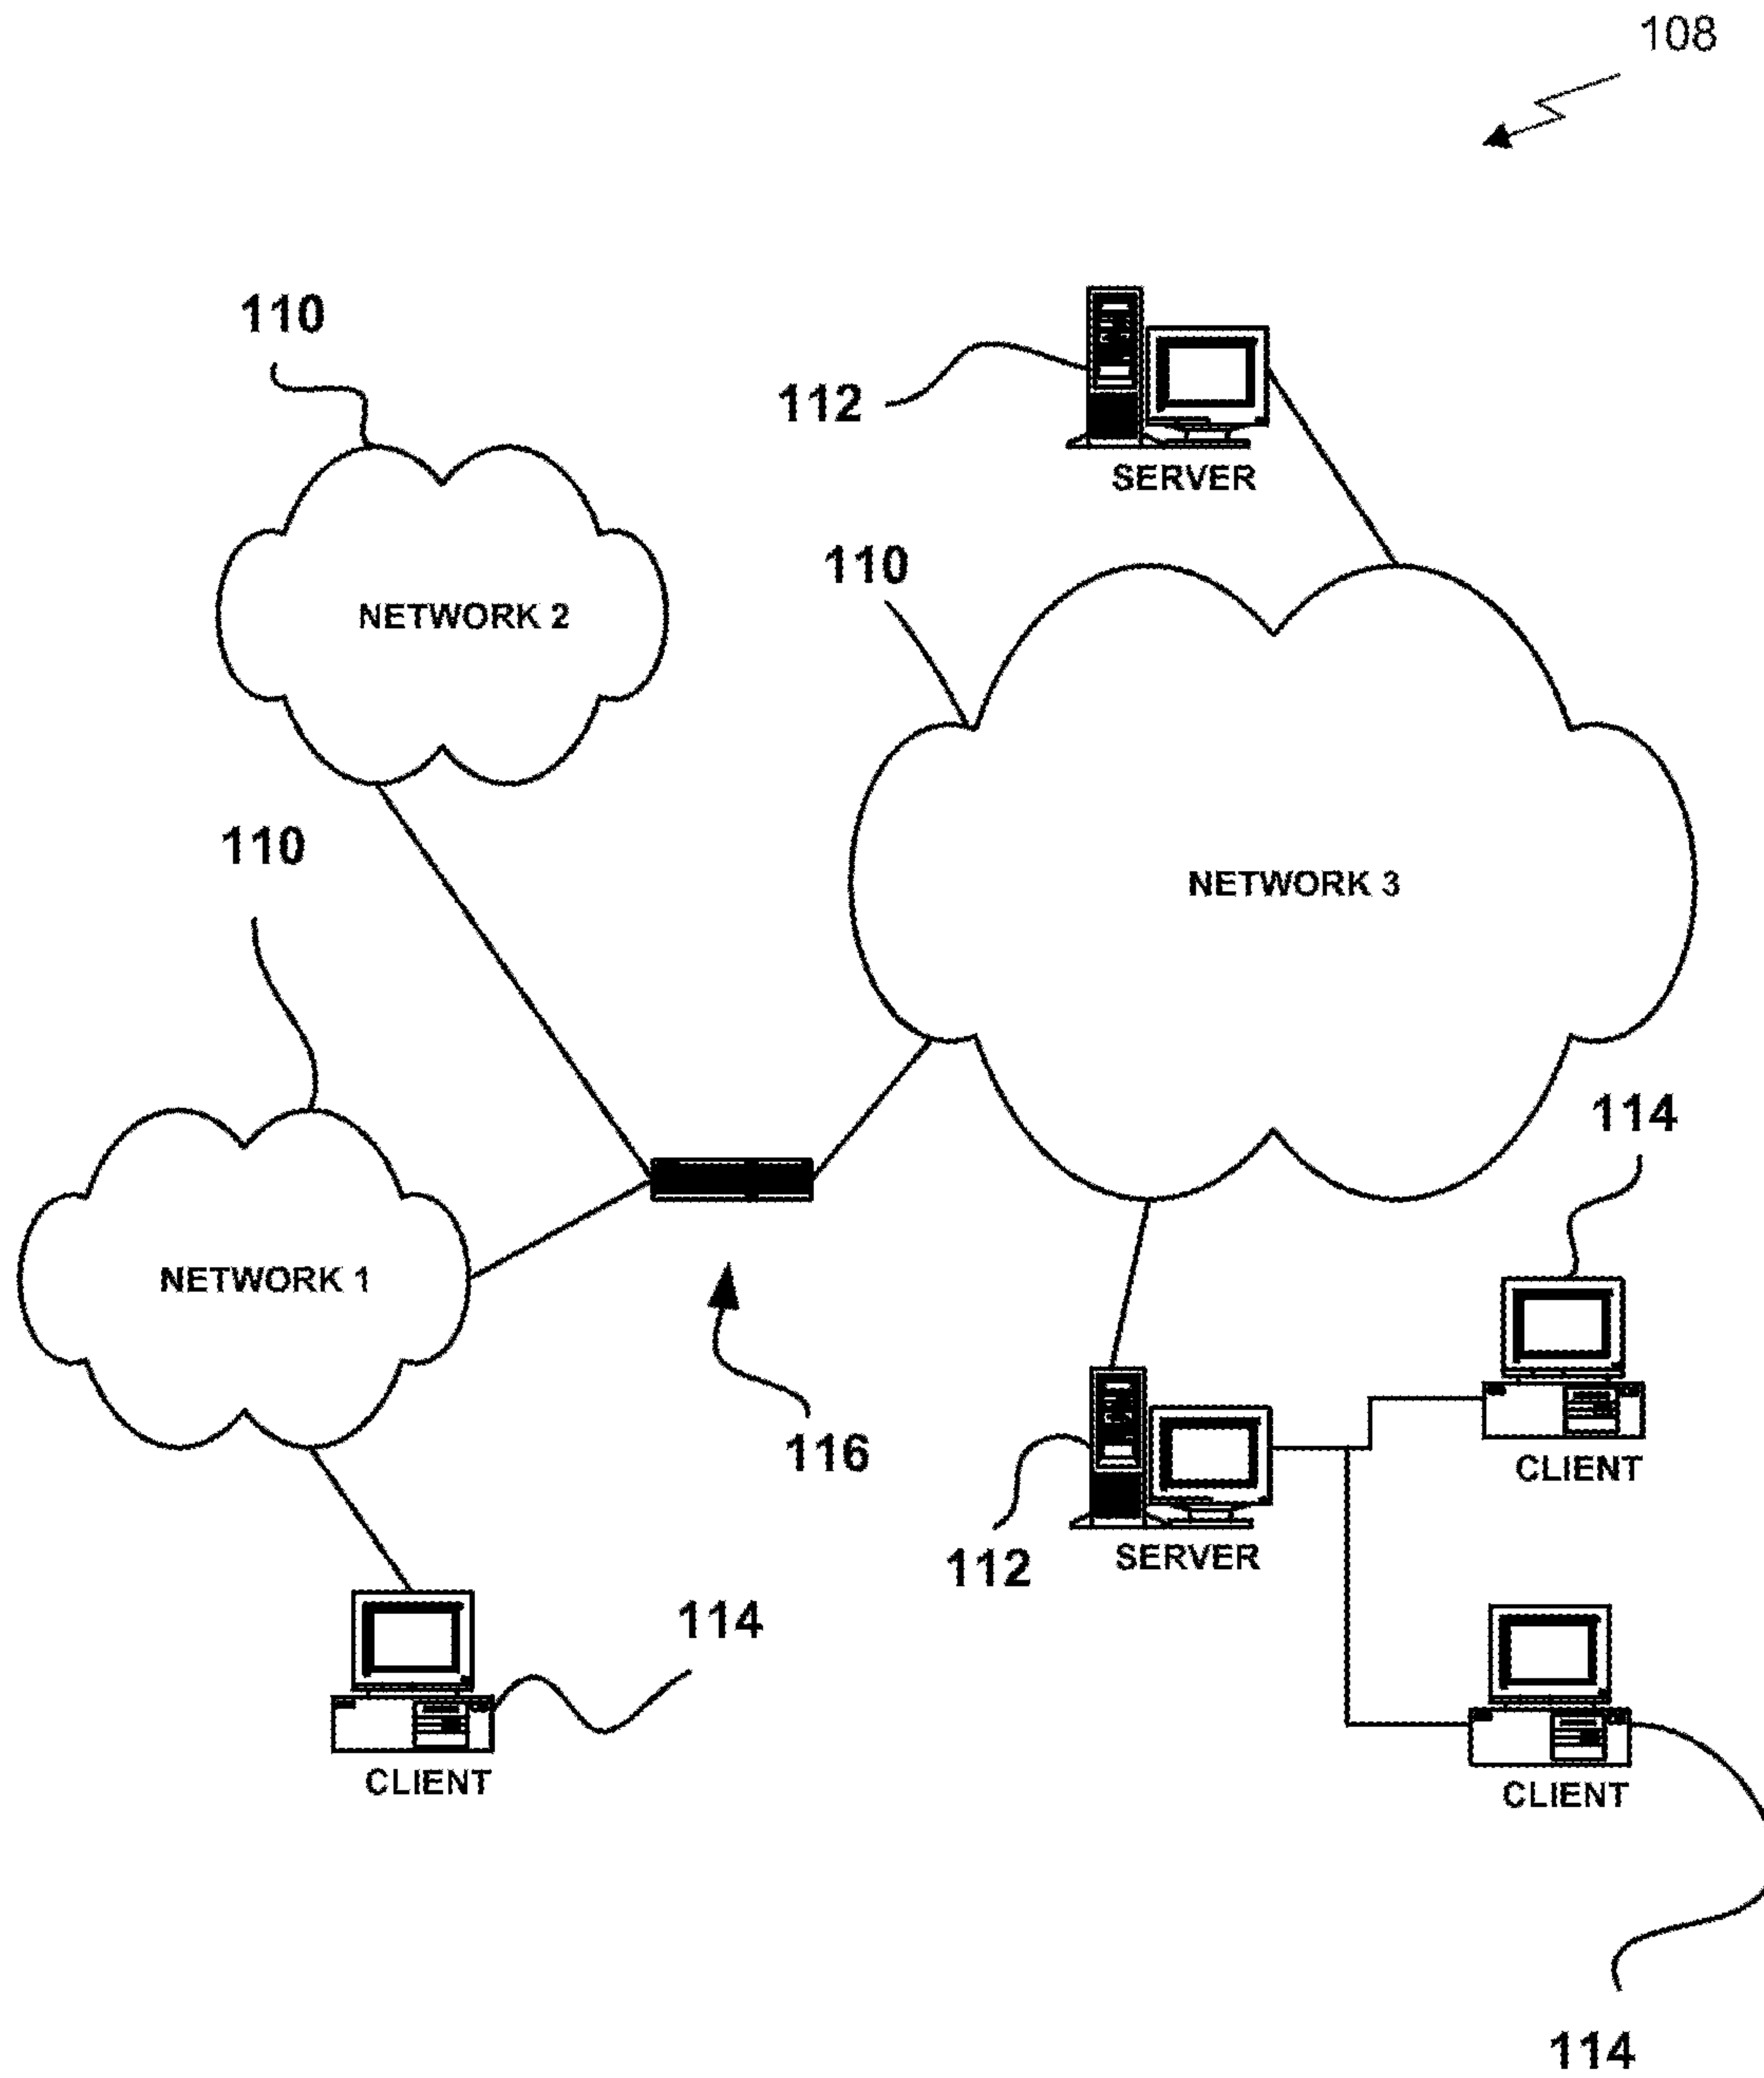 108
110
112
SERVER
110
NETWORK 2
110
NETWORK 3
114
NETWORK 1
116
CLIENT
112
SERVER
114
CLIENT
CLIENT
114